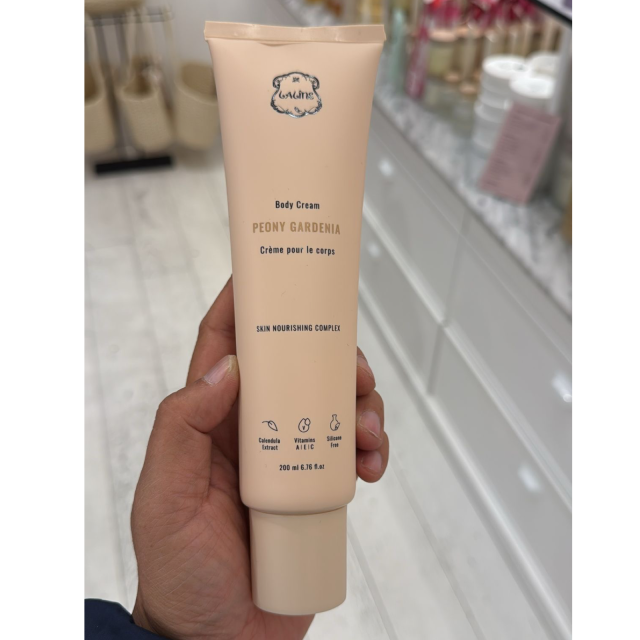 Laline
Body Cream
PEONY GARDENIA
Crème pour le corps
SKIN NOURISHING COMPLEX
Calendula
Extract
Vitamins
A | E | C
Silicone
Free
200 ml 6.76 fl.oz